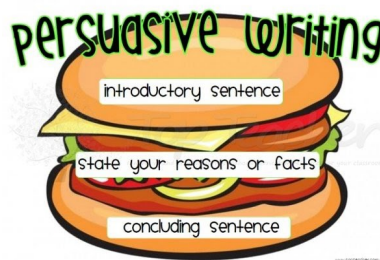 Persuasive Writing
introductory sentence
state your reasons or facts
concluding sentence